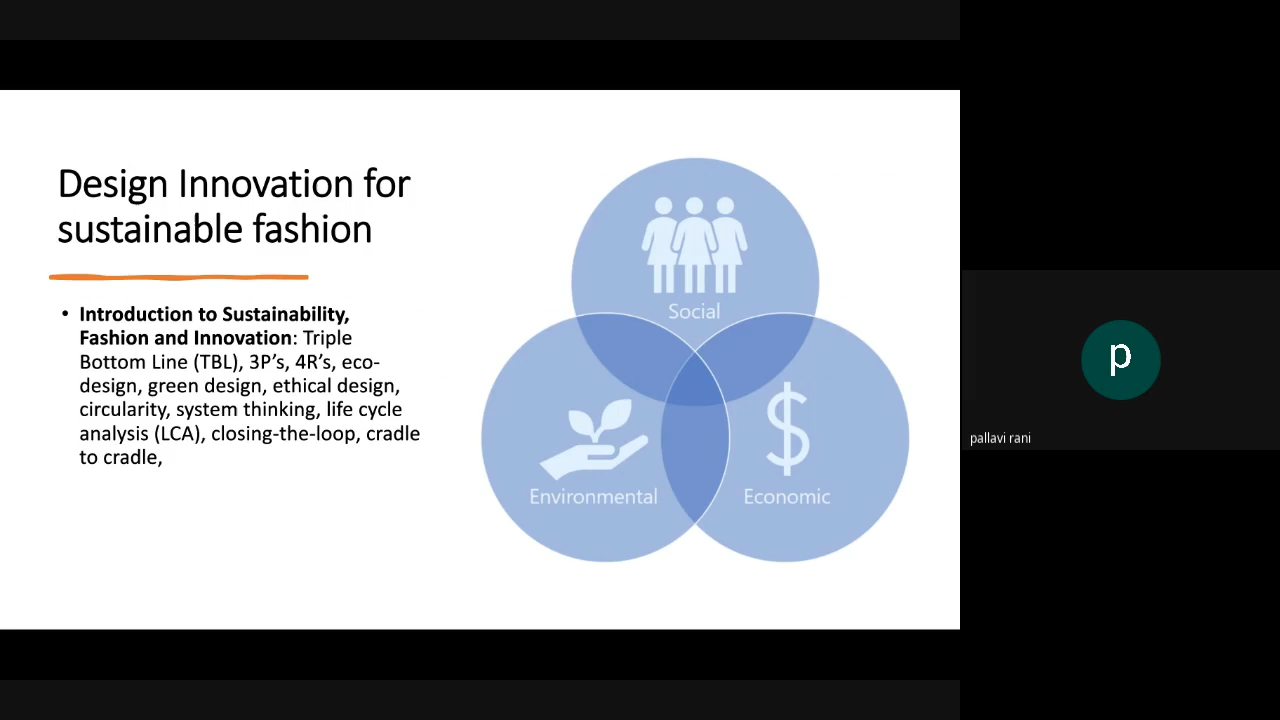 Design Innovation for
sustainable fashion
• Introduction to Sustainability,
Fashion and Innovation: Triple
Bottom Line (TBL), 3P’s, 4R’s, eco-
design, green design, ethical design,
circularity, system thinking, life cycle
analysis (LCA), closing-the-loop, cradle
to cradle,
Social
Environmental
Economic
$
p
pallavi rani